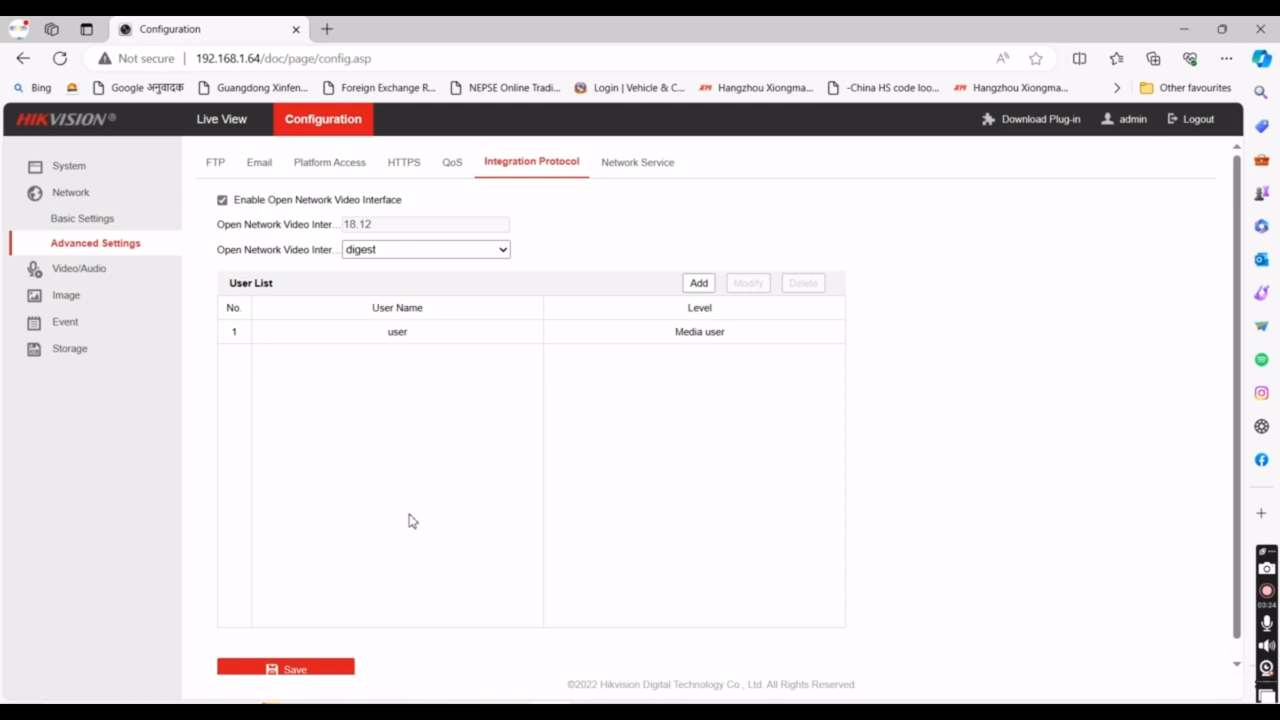 Configuration
Not secure | 192.168.1.64/doc/page/config.asp
Bing Google अनुवादक Guangdong Xinfen... Foreign Exchange R... NEPSE Online Tradi... Login | Vehicle & C... Hangzhou Xiongma... -China HS code loo... Hangzhou Xiongma... Other favourites
HIKVISION® Live View Configuration Download Plug-in admin Logout
FTP Email Platform Access HTTPS QoS Integration Protocol Network Service
System
Network
Basic Settings
Advanced Settings
Video/Audio
Image
Event
Storage
Enable Open Network Video Interface
Open Network Video Inter... 18.12
Open Network Video Inter... digest
User List Add Modify Delete
No. User Name Level
1 user Media user
Save
©2022 Hikvision Digital Technology Co., Ltd. All Rights Reserved.
03:24